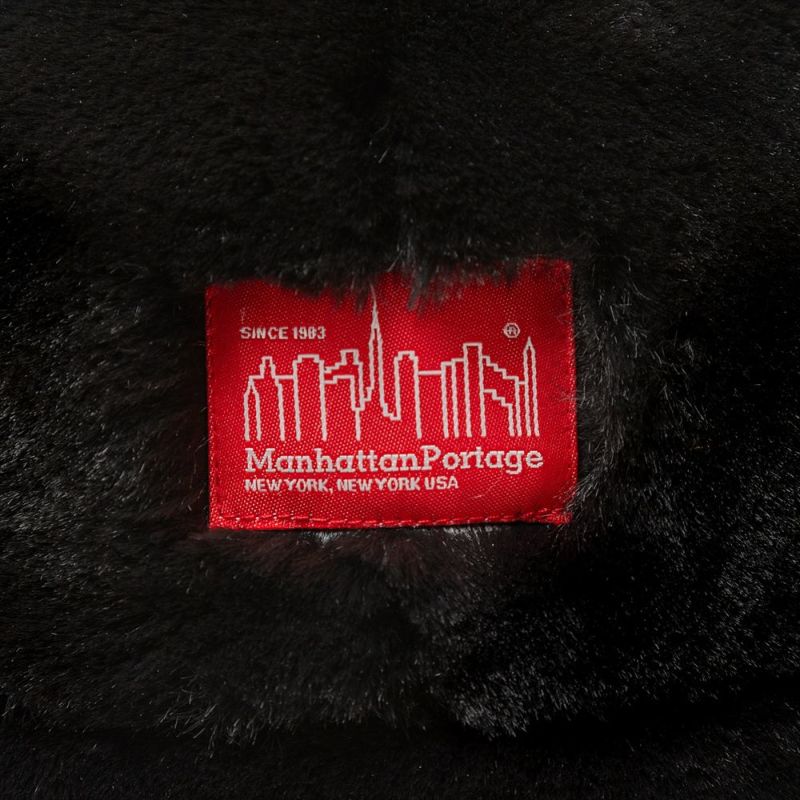 SINCE 1983
®
ManhattanPortage
NEW YORK, NEW YORK USA